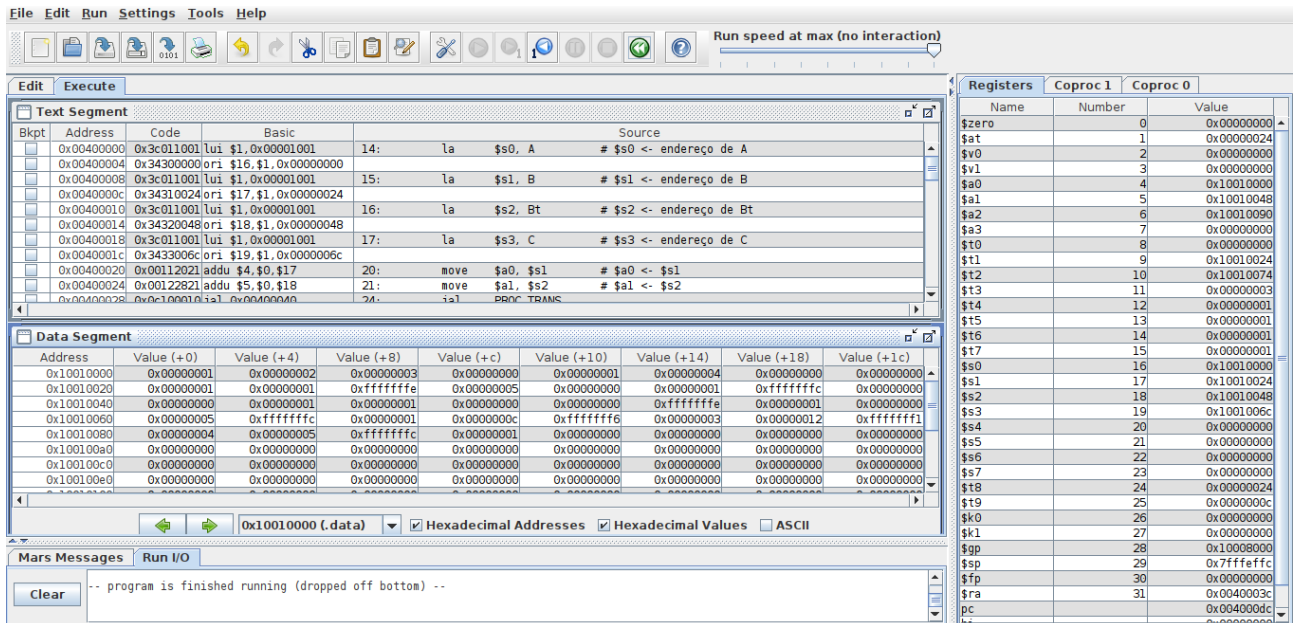 File Edit Run Settings Tools Help
Run speed at max (no interaction)
Edit Execute
Text Segment
Bkpt Address Code Basic Source
0x00400000 0x3c011001 lui $1,0x00001001 14: la $s0, A # $s0 <- endereço de A
0x00400004 0x34300000 ori $16,$1,0x00000000
0x00400008 0x3c011001 lui $1,0x00001001 15: la $s1, B # $s1 <- endereço de B
0x0040000c 0x34310024 ori $17,$1,0x00000024
0x00400010 0x3c011001 lui $1,0x00001001 16: la $s2, Bt # $s2 <- endereço de Bt
0x00400014 0x34320048 ori $18,$1,0x00000048
0x00400018 0x3c011001 lui $1,0x00001001 17: la $s3, C # $s3 <- endereço de C
0x0040001c 0x3433006c ori $19,$1,0x0000006c
0x00400020 0x00112021 addu $4,$0,$17 20: move $a0, $s1 # $a0 <- $s1
0x00400024 0x00122821 addu $5,$0,$18 21: move $a1, $s2 # $a1 <- $s2
0x00400028 0x0c100010 jal 0x00400040 24: jal PROC_TRANS
Data Segment
Address Value (+0) Value (+4) Value (+8) Value (+c) Value (+10) Value (+14) Value (+18) Value (+1c)
0x10010000 0x00000001 0x00000002 0x00000003 0x00000000 0x00000001 0x00000004 0x00000000 0x00000000
0x10010020 0x00000001 0x00000001 0xfffffffe 0x00000005 0x00000000 0x00000001 0xfffffffc 0x00000000
0x10010040 0x00000000 0x00000001 0x00000001 0x00000000 0x00000000 0xfffffffe 0x00000001 0x00000000
0x10010060 0x00000005 0xfffffffc 0x00000001 0x0000000c 0xfffffff6 0x00000003 0x00000012 0xfffffff1
0x10010080 0x00000004 0x00000005 0xfffffffc 0x00000001 0x00000000 0x00000000 0x00000000 0x00000000
0x100100a0 0x00000000 0x00000000 0x00000000 0x00000000 0x00000000 0x00000000 0x00000000 0x00000000
0x100100c0 0x00000000 0x00000000 0x00000000 0x00000000 0x00000000 0x00000000 0x00000000 0x00000000
0x100100e0 0x00000000 0x00000000 0x00000000 0x00000000 0x00000000 0x00000000 0x00000000 0x00000000
0x10010000 (.data) Hexadecimal Addresses Hexadecimal Values ASCII
Mars Messages Run I/O
Clear
-- program is finished running (dropped off bottom) --
Registers Coproc 1 Coproc 0
Name Number Value
$zero 0 0x00000000
$at 1 0x00000024
$v0 2 0x00000000
$v1 3 0x00000000
$a0 4 0x10010000
$a1 5 0x10010048
$a2 6 0x10010090
$a3 7 0x00000000
$t0 8 0x00000000
$t1 9 0x10010024
$t2 10 0x10010074
$t3 11 0x00000003
$t4 12 0x00000001
$t5 13 0x00000001
$t6 14 0x00000001
$t7 15 0x00000001
$s0 16 0x10010000
$s1 17 0x10010024
$s2 18 0x10010048
$s3 19 0x1001006c
$s4 20 0x00000000
$s5 21 0x00000000
$s6 22 0x00000000
$s7 23 0x00000000
$t8 24 0x00000024
$t9 25 0x0000000c
$k0 26 0x00000000
$k1 27 0x00000000
$gp 28 0x10008000
$sp 29 0x7fffeffc
$fp 30 0x00000000
$ra 31 0x0040003c
pc 0x004000dc